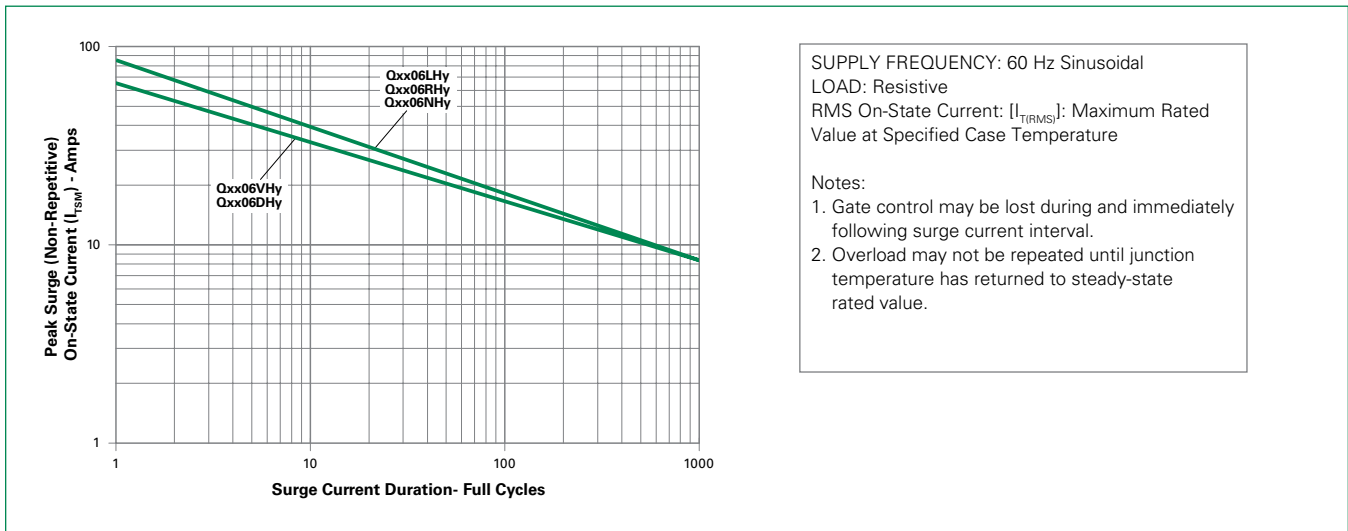 100
10
1
Peak Surge (Non-Repetitive)
On-State Current (I_TSM) - Amps
Qxx06LHy
Qxx06RHy
Qxx06NHy
Qxx06VHy
Qxx06DHy
1
10
100
1000
Surge Current Duration- Full Cycles
SUPPLY FREQUENCY: 60 Hz Sinusoidal
LOAD: Resistive
RMS On-State Current: [I_T(RMS)]: Maximum Rated
Value at Specified Case Temperature
Notes:
1. Gate control may be lost during and immediately
following surge current interval.
2. Overload may not be repeated until junction
temperature has returned to steady-state
rated value.